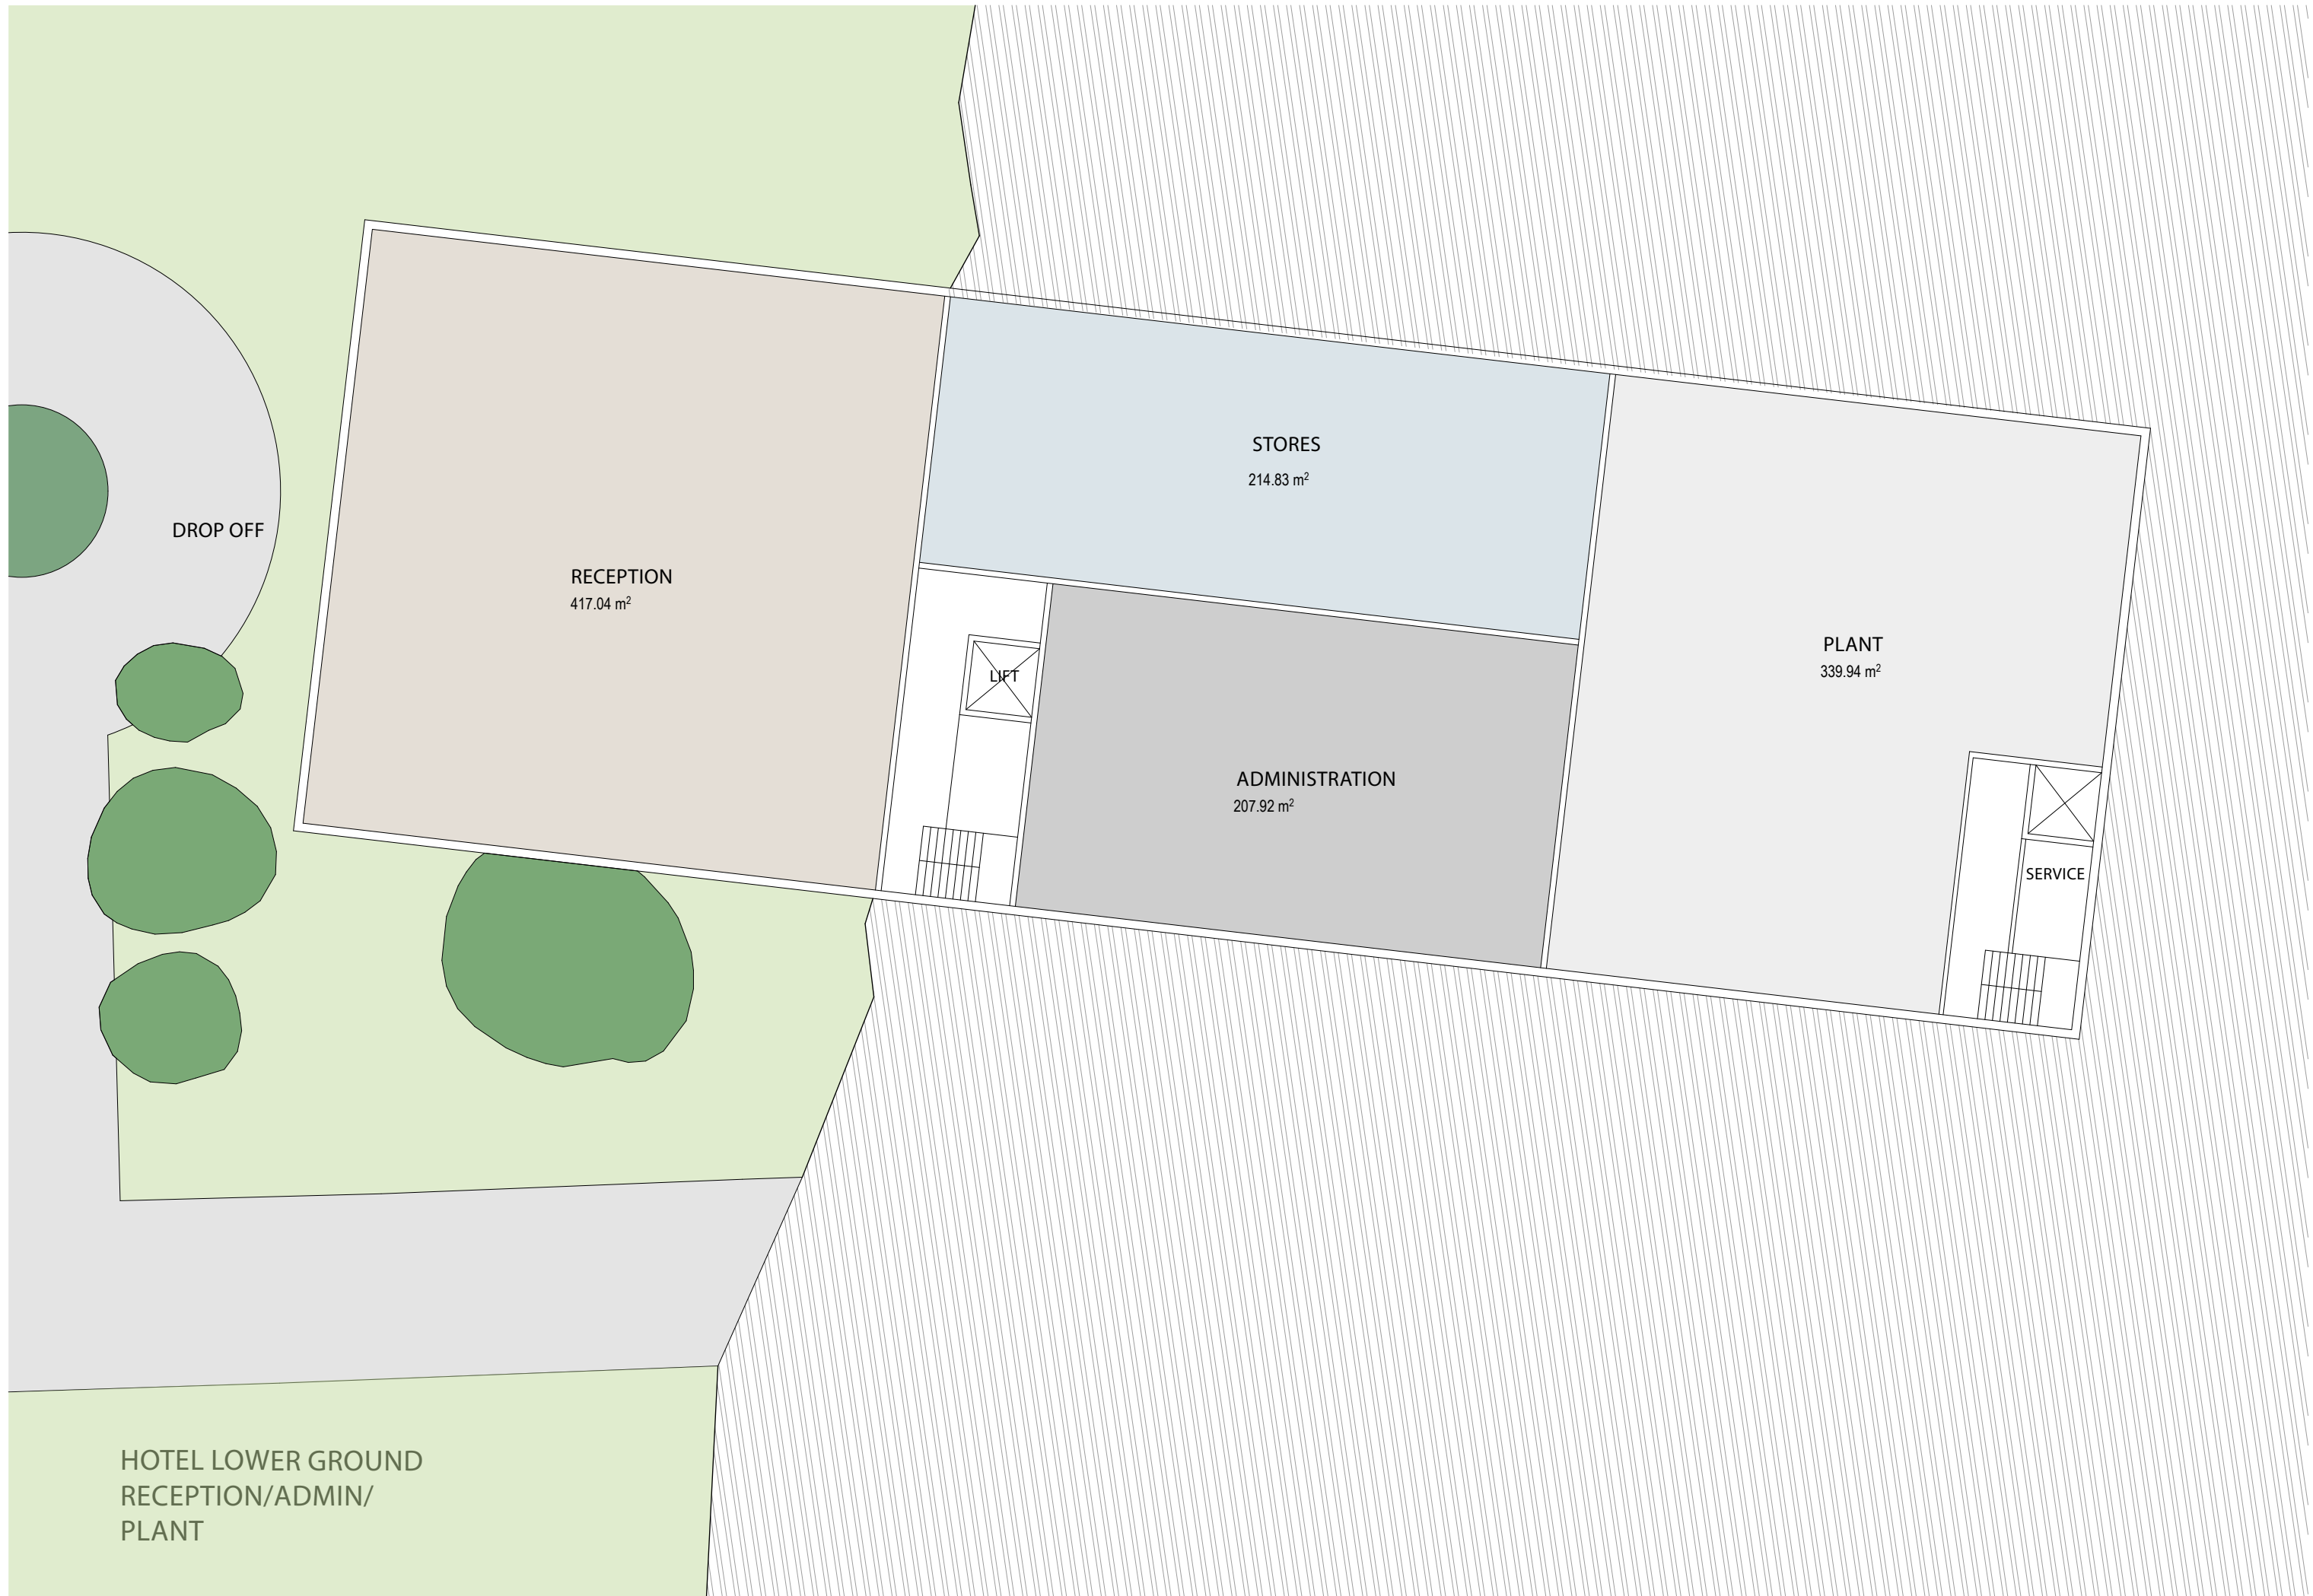 STORES
214.83 m²
DROP OFF
RECEPTION
417.04 m²
PLANT
339.94 m²
LIFT
ADMINISTRATION
207.92 m²
SERVICE
HOTEL LOWER GROUND
RECEPTION/ADMIN/
PLANT